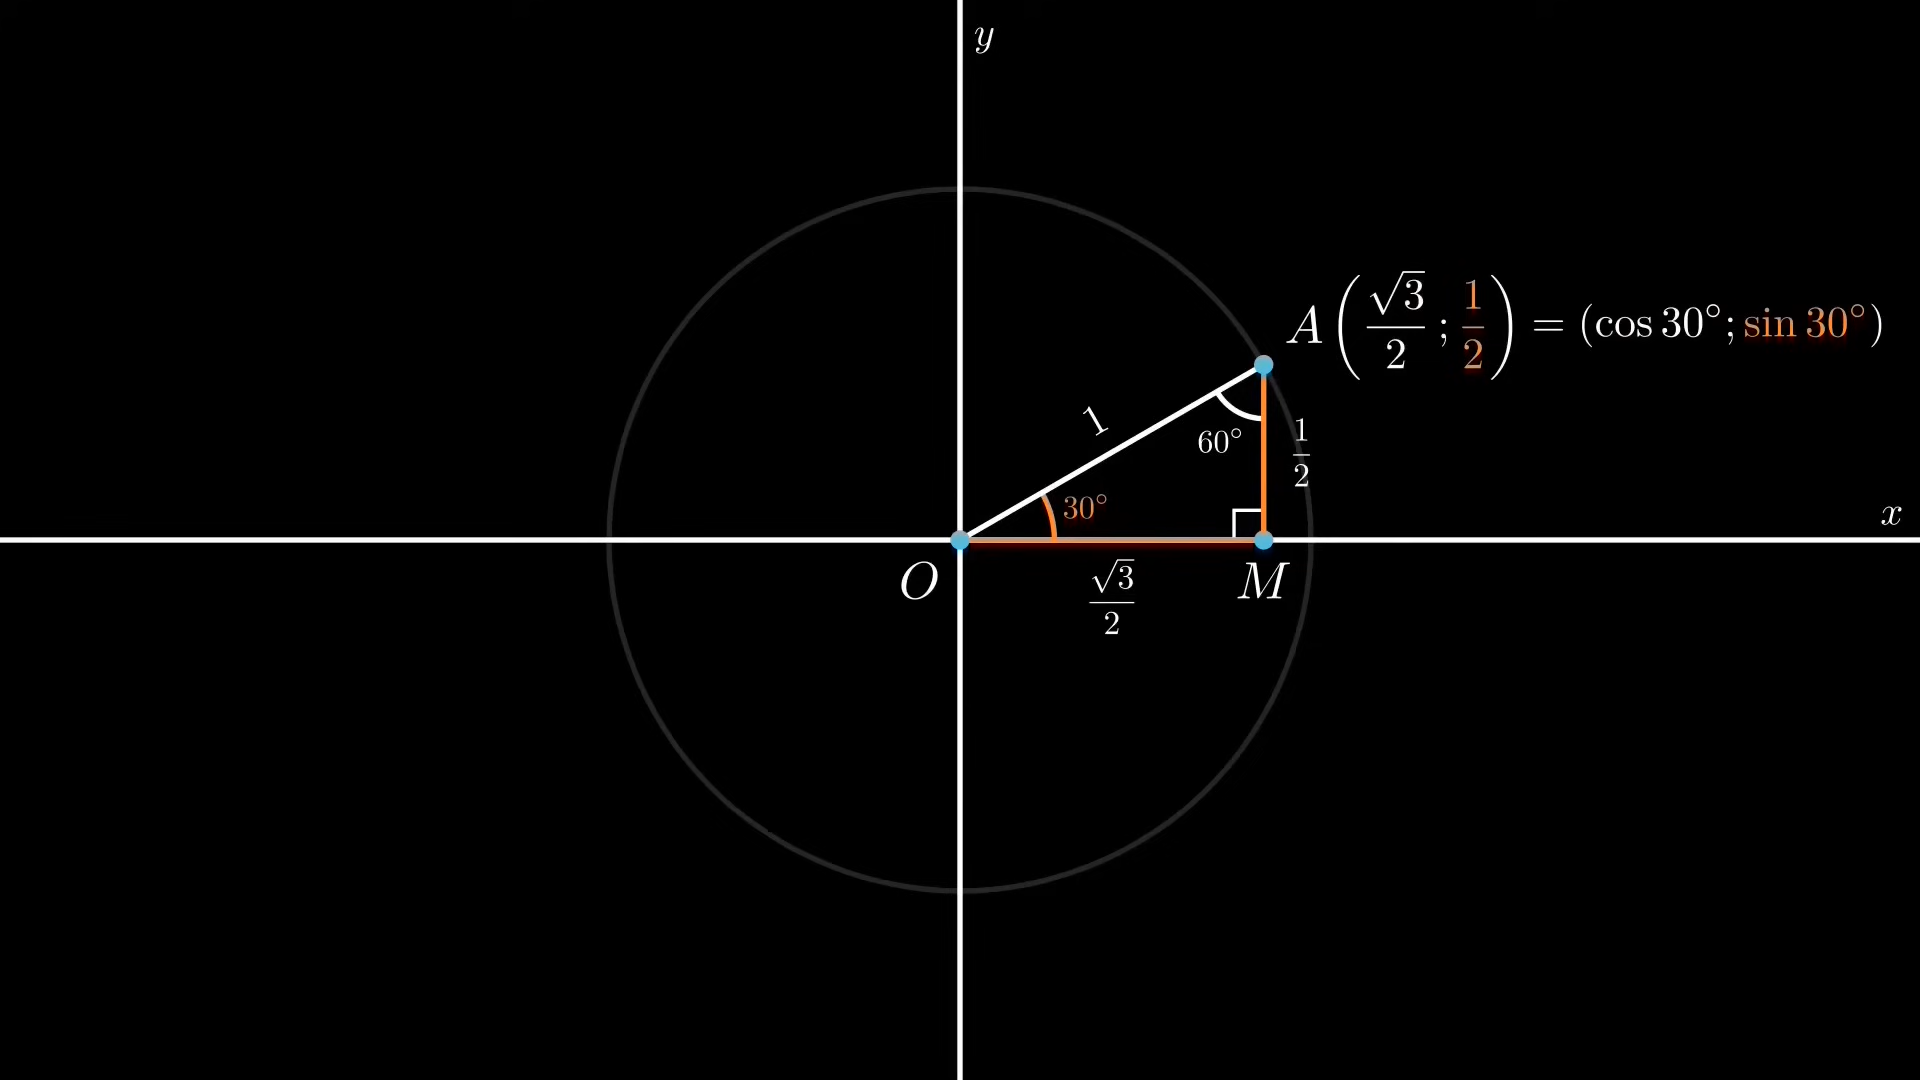 y
A (√3/2 ; 1/2) = (cos 30°; sin 30°)
1
60°
1/2
30°
x
O
√3/2
M